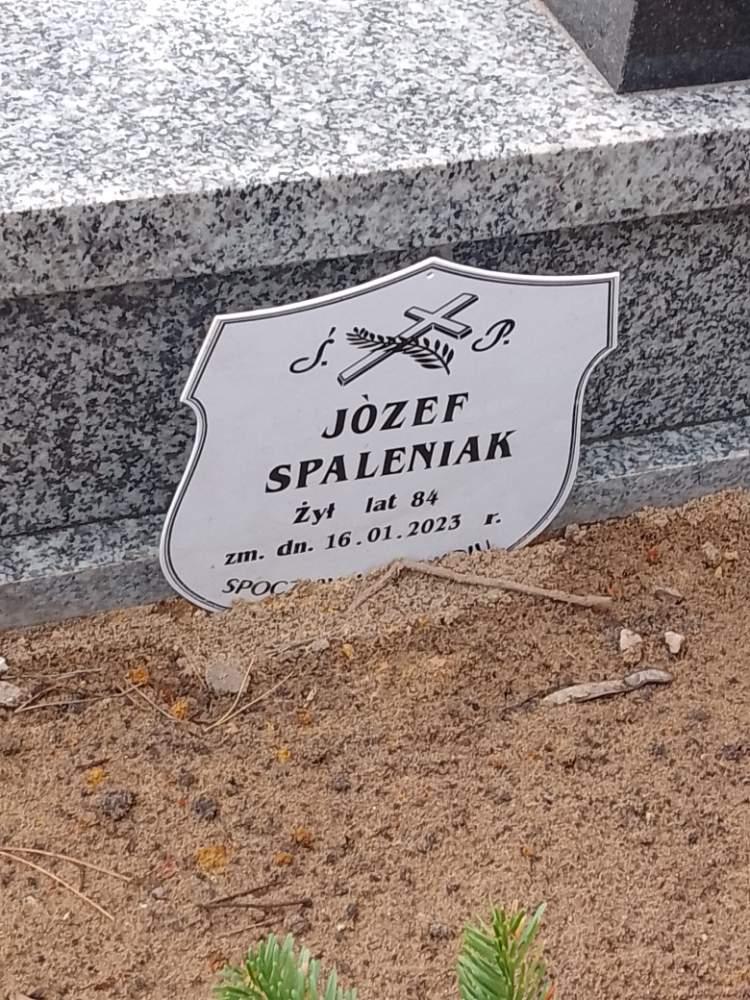 Ś. P.
JÒZEF
SPALENIAK
Żył lat 84
zm. dn. 16.01.2023 r.